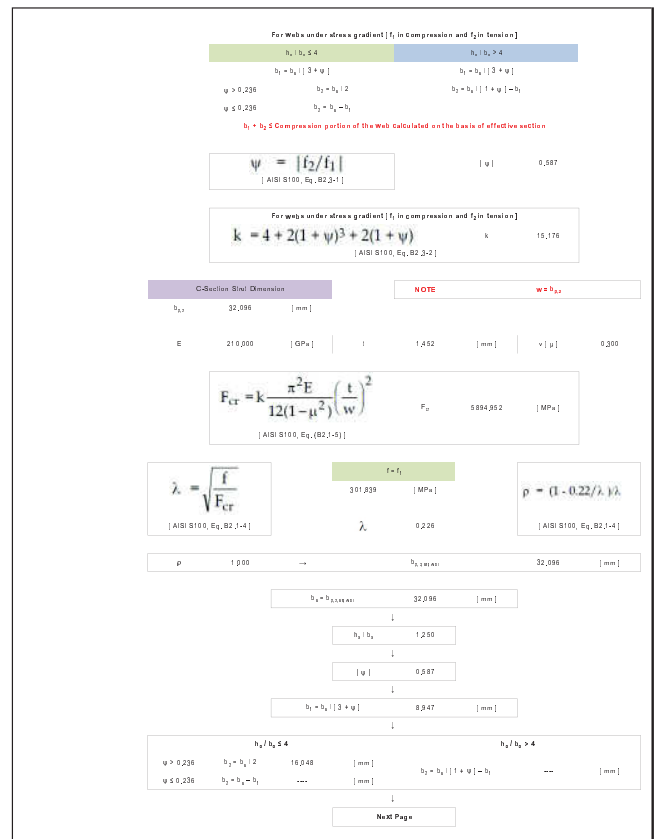 For Webs under stress gradient [ f1 in Compression and f2 in tension ]
ho / bo ≤ 4 ho / bo > 4
b1 = be / [ 3 + ψ ] b1 = be / [ 3 + ψ ]
ψ > 0,236 b2 = be / 2 b2 = be / [ 1 + ψ ] – b1
ψ ≤ 0,236 b2 = be – b1
b1 + b2 ≤ Compression portion of the Web calculated on the basis of effective section
ψ = |f2/f1| | ψ | 0,587
[ AISI S100, Eq. B2.3-1 ]
For webs under stress gradient [ f1 in compression and f2 in tension ]
k = 4 + 2(1 + ψ)³ + 2(1 + ψ) k 15,176
[ AISI S100, Eq. B2.3-2 ]
C-Section Strut Dimension NOTE w = b2,2
b2,2 32,096 [ mm ]
E 210,000 [ GPa ] t 1,452 [ mm ] v [ μ ] 0,300
Fcr = k π²E / 12(1 – μ²) (t / w)² Fcr 5894,952 [ MPa ]
[ AISI S100, Eq. (B2.1-5) ]
f = f1
λ = √(f / Fcr) 301,839 [ MPa ] ρ = (1 - 0.22/λ )/λ
[ AISI S100, Eq. B2.1-4 ] λ 0,226 [ AISI S100, Eq. B2.1-4 ]
ρ 1,000 → 32,096 [ mm ]
32,096 [ mm ]
↓
ho / bo 1,250
↓
| ψ | 0,587
↓
b1 = be / [ 3 + ψ ] 8,947 [ mm ]
↓
ho / bo ≤ 4 ho / bo > 4
ψ > 0,236 b2 = be / 2 16,048 [ mm ]
b2 = be / [ 1 + ψ ] – b1 ---- [ mm ]
ψ ≤ 0,236 b2 = be – b1 ---- [ mm ]
↓
Next Page